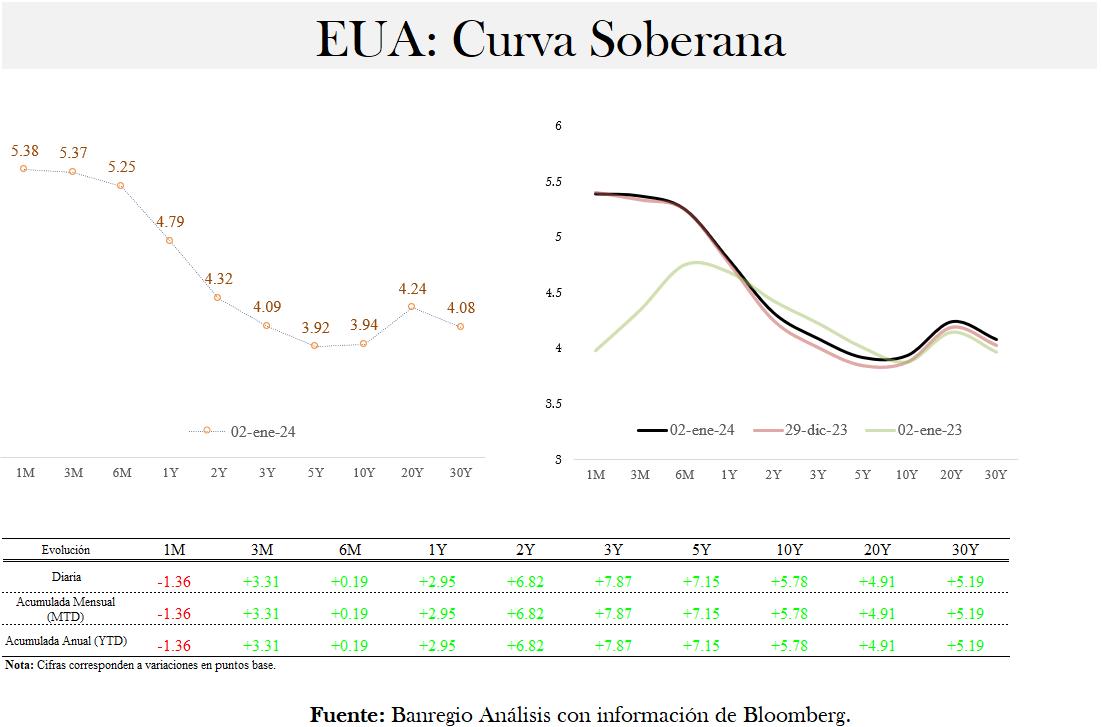 EUA: Curva Soberana
5.38 5.37 5.25 4.79 4.32 4.09 3.92 3.94 4.24 4.08
02-ene-24
1M 3M 6M 1Y 2Y 3Y 5Y 10Y 20Y 30Y
6
5.5
5
4.5
4
3.5
3
02-ene-24 29-dic-23 02-ene-23
1M 3M 6M 1Y 2Y 3Y 5Y 10Y 20Y 30Y
Evolución 1M 3M 6M 1Y 2Y 3Y 5Y 10Y 20Y 30Y
Diaria -1.36 +3.31 +0.19 +2.95 +6.82 +7.87 +7.15 +5.78 +4.91 +5.19
Acumulada Mensual
(MTD) -1.36 +3.31 +0.19 +2.95 +6.82 +7.87 +7.15 +5.78 +4.91 +5.19
Acumulada Anual (YTD) -1.36 +3.31 +0.19 +2.95 +6.82 +7.87 +7.15 +5.78 +4.91 +5.19
Nota: Cifras corresponden a variaciones en puntos base.
Fuente: Banregio Análisis con información de Bloomberg.